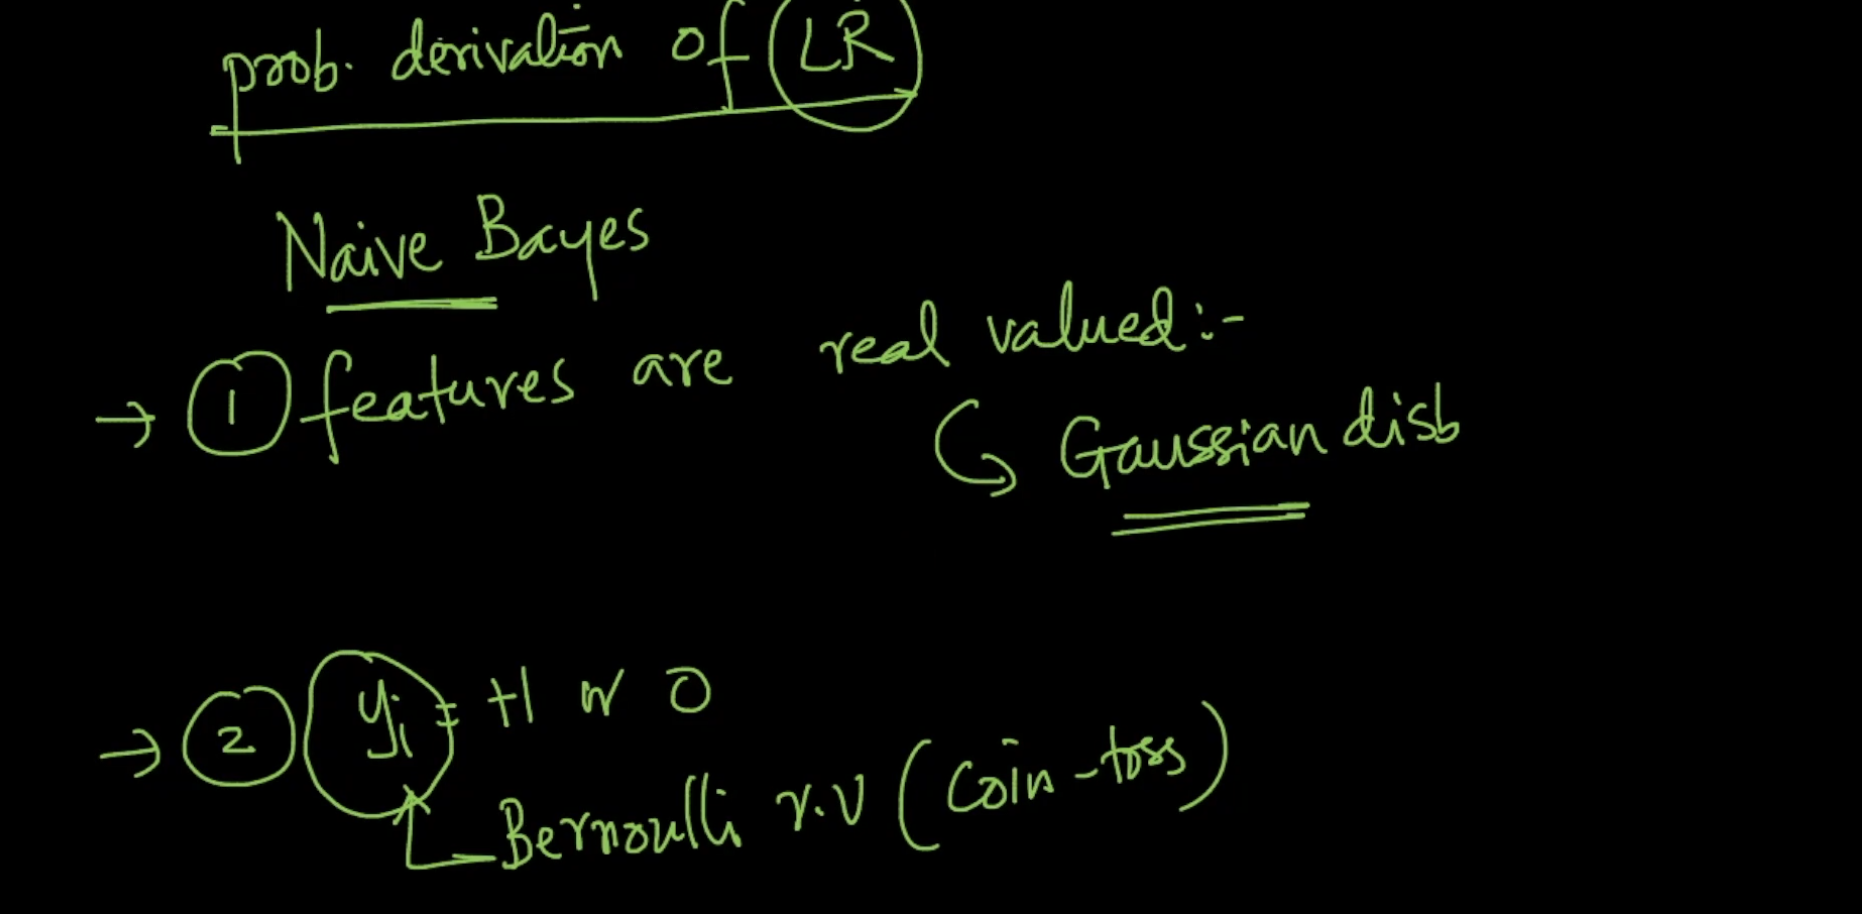 prob. derivation of LR
Naive Bayes
→ 1 features are real valued:-
Gaussian disb
→ 2 yi = +1 or 0
Bernoulli r.v (coin-toss)